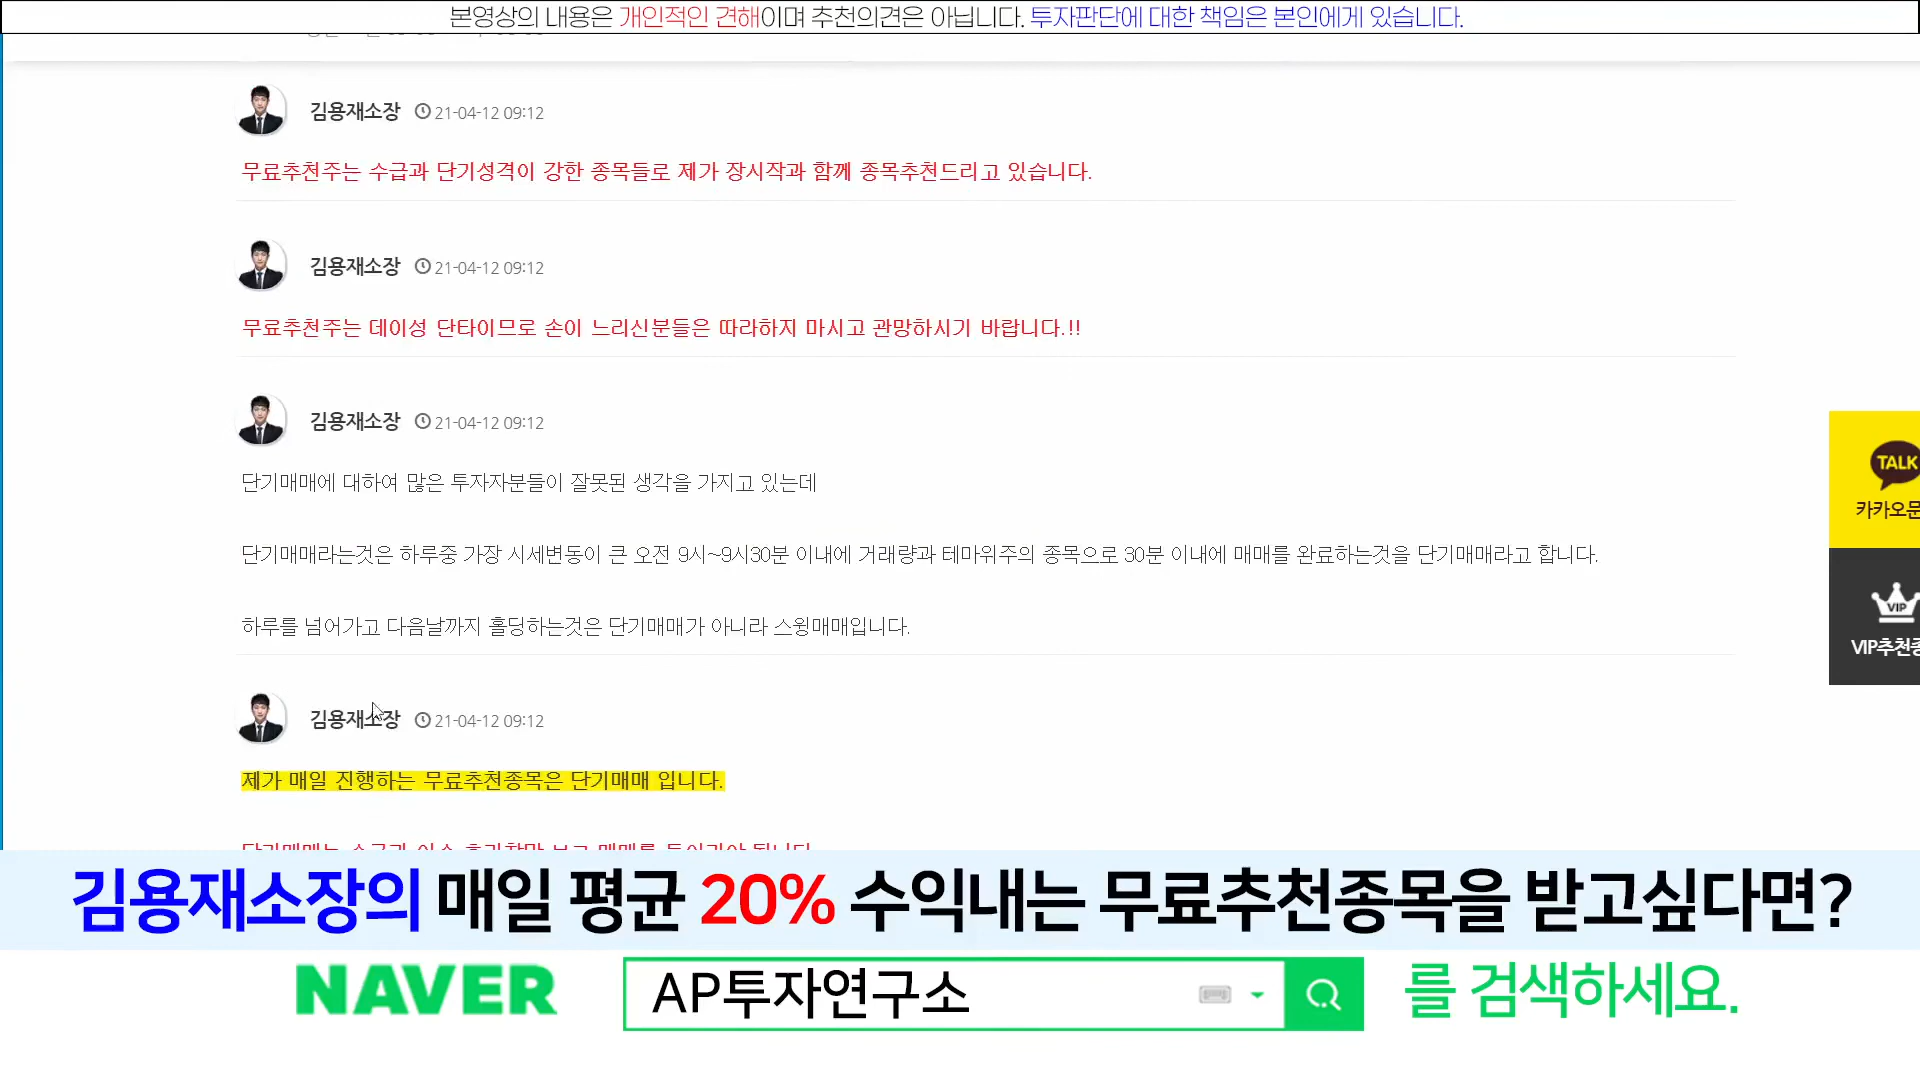 본영상의 내용은 개인적인 견해이며 추천의견은 아닙니다. 투자판단에 대한 책임은 본인에게 있습니다.
김용재소장 21-04-12 09:12
무료추천주는 수급과 단기성격이 강한 종목들로 제가 장시작과 함께 종목추천드리고 있습니다.
김용재소장 21-04-12 09:12
무료추천주는 데이성 단타이므로 손이 느리신분들은 따라하지 마시고 관망하시기 바랍니다.!!
김용재소장 21-04-12 09:12
단기매매에 대하여 많은 투자자분들이 잘못된 생각을 가지고 있는데
단기매매라는것은 하루중 가장 시세변동이 큰 오전 9시~9시30분 이내에 거래량과 테마위주의 종목으로 30분 이내에 매매를 완료하는것을 단기매매라고 합니다.
하루를 넘어가고 다음날까지 홀딩하는것은 단기매매가 아니라 스윙매매입니다.
TALK
카카오문
VIP
VIP추천종
김용재소장 21-04-12 09:12
제가 매일 진행하는 무료추천종목은 단기매매 입니다.
김용재소장의 매일 평균 20% 수익내는 무료추천종목을 받고싶다면?
NAVER AP투자연구소 를 검색하세요.